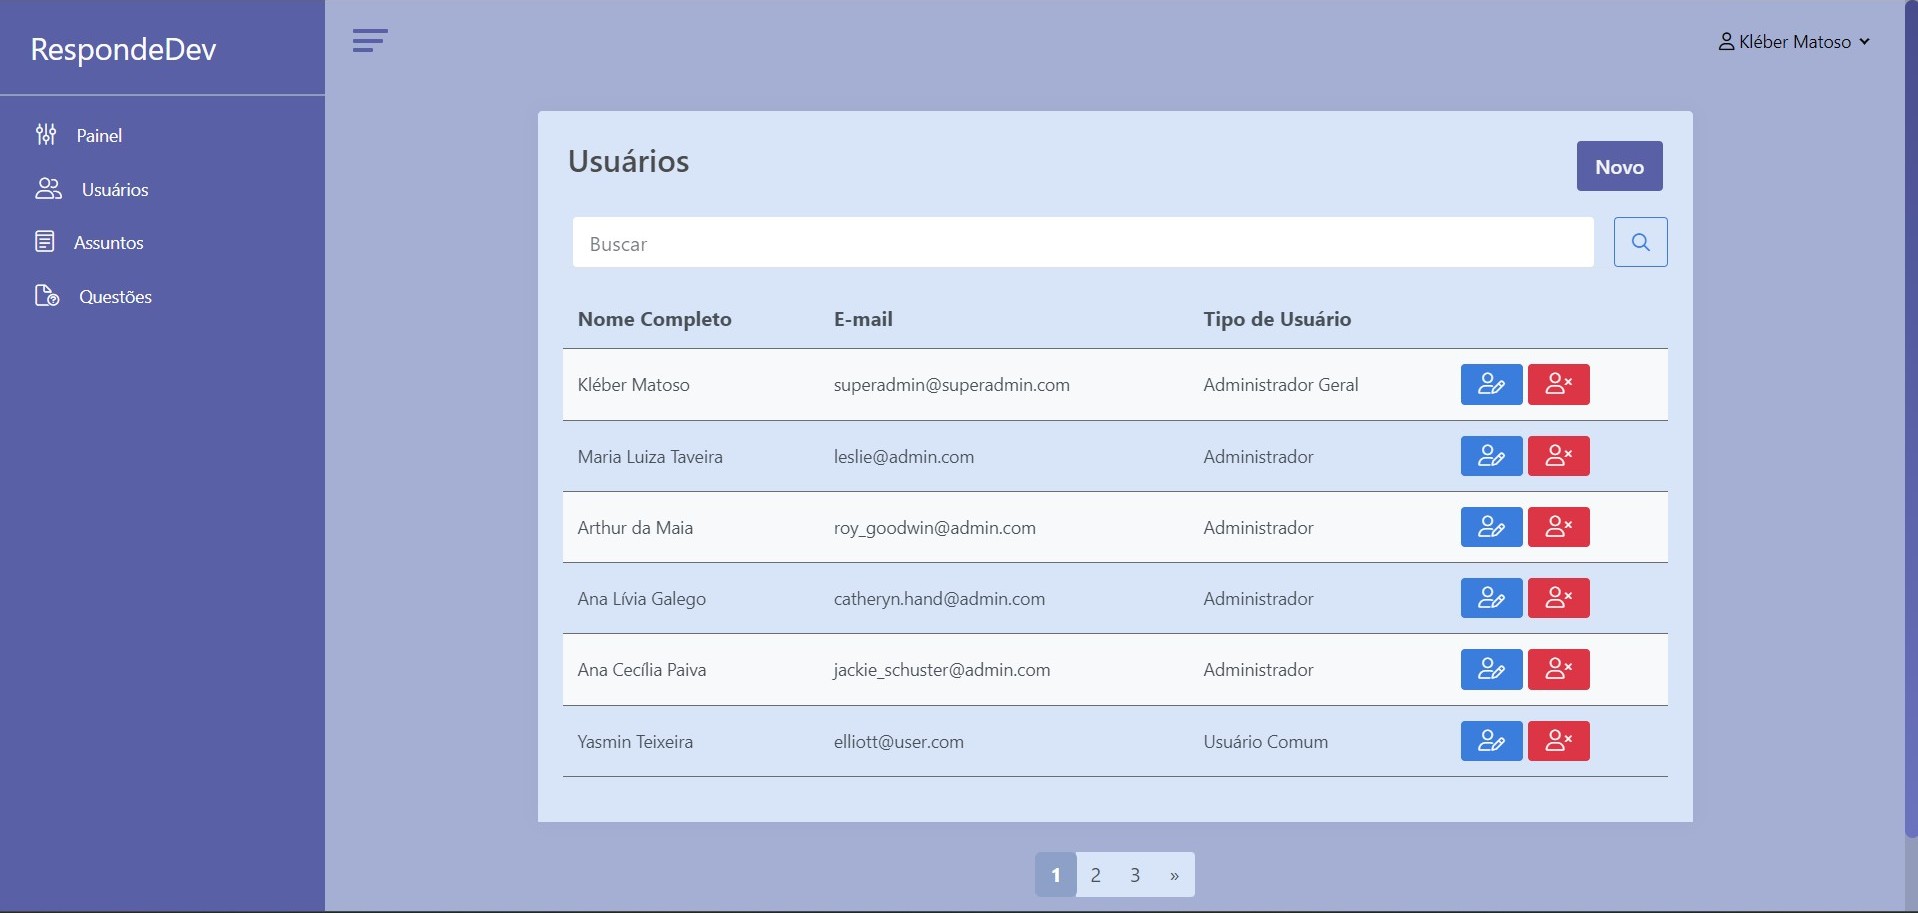 RespondeDev
Kléber Matoso
Painel
Usuários
Assuntos
Questões
Usuários
Novo
Buscar
Nome Completo E-mail Tipo de Usuário
Kléber Matoso superadmin@superadmin.com Administrador Geral
Maria Luiza Taveira leslie@admin.com Administrador
Arthur da Maia roy_goodwin@admin.com Administrador
Ana Lívia Galego catheryn.hand@admin.com Administrador
Ana Cecília Paiva jackie_schuster@admin.com Administrador
Yasmin Teixeira elliott@user.com Usuário Comum
1 2 3 »